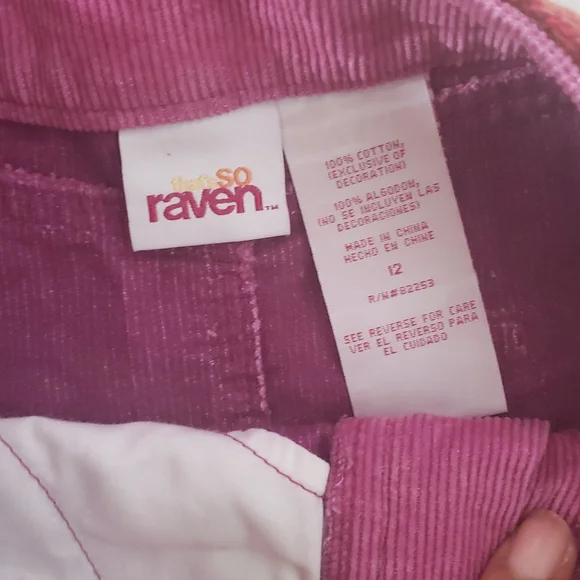 that's so
raven™
100% COTTON,
(EXCLUSIVE OF
DECORATION)
100% ALGODON,
(NO SE INCLUYEN LAS
DECORACIONES)
MADE IN CHINA
HECHO EN CHINE
12
R/N#82253
SEE REVERSE FOR CARE
VER EL REVERSO PARA
EL CUIDADO